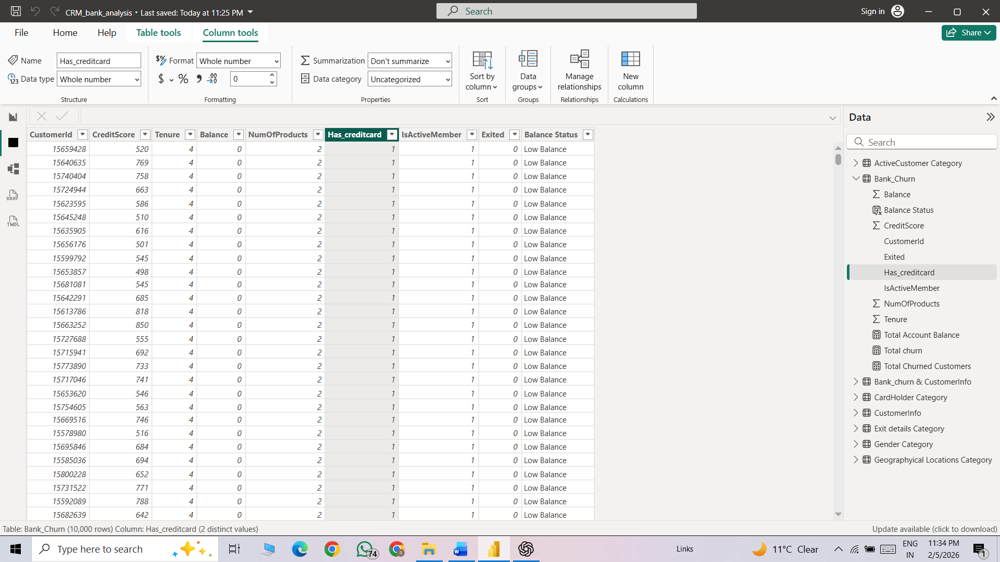 CRM_bank_analysis • Last saved: Today at 11:25 PM
Search
Sign in
File Home Help Table tools Column tools
Share
Name Has_creditcard
Data type Whole number
Structure
Format Whole number
$ % 0
Formatting
Summarization Don't summarize
Data category Uncategorized
Properties
Sort by column
Sort
Data groups
Groups
Manage relationships
Relationships
New column
Calculations
CustomerId CreditScore Tenure Balance NumOfProducts Has_creditcard IsActiveMember Exited Balance Status
15659428 520 4 0 2 1 1 0 Low Balance
15640635 769 4 0 2 1 1 0 Low Balance
15740404 758 4 0 2 1 1 0 Low Balance
15724944 663 4 0 2 1 1 0 Low Balance
15623595 586 4 0 2 1 1 0 Low Balance
15645248 510 4 0 2 1 1 0 Low Balance
15635905 616 4 0 2 1 1 0 Low Balance
15656176 501 4 0 2 1 1 0 Low Balance
15599792 545 4 0 2 1 1 0 Low Balance
15653857 498 4 0 2 1 1 0 Low Balance
15681081 545 4 0 2 1 1 0 Low Balance
15642291 685 4 0 2 1 1 0 Low Balance
15613786 818 4 0 2 1 1 0 Low Balance
15663252 850 4 0 2 1 1 0 Low Balance
15727688 555 4 0 2 1 1 0 Low Balance
15715941 692 4 0 2 1 1 0 Low Balance
15773890 733 4 0 2 1 1 0 Low Balance
15717046 741 4 0 2 1 1 0 Low Balance
15653620 546 4 0 2 1 1 0 Low Balance
15754605 563 4 0 2 1 1 0 Low Balance
15669516 746 4 0 2 1 1 0 Low Balance
15578980 516 4 0 2 1 1 0 Low Balance
15695846 684 4 0 2 1 1 0 Low Balance
15585036 694 4 0 2 1 1 0 Low Balance
15800228 652 4 0 2 1 1 0 Low Balance
15731522 771 4 0 2 1 1 0 Low Balance
15592089 788 4 0 2 1 1 0 Low Balance
15682639 642 4 0 2 1 1 0 Low Balance
DAX
TMDL
Data
Search
ActiveCustomer Category
Bank_Churn
Balance
Balance Status
CreditScore
CustomerId
Exited
Has_creditcard
IsActiveMember
NumOfProducts
Tenure
Total Account Balance
Total churn
Total Churned Customers
Bank_churn & CustomerInfo
CardHolder Category
CustomerInfo
Exit details Category
Gender Category
Geographyical Locations Category
Table: Bank_Churn (10,000 rows) Column: Has_creditcard (2 distinct values)
Update available (click to download)
Type here to search
74
Links
11°C Clear
ENG
IN
11:34 PM
2/5/2026
1